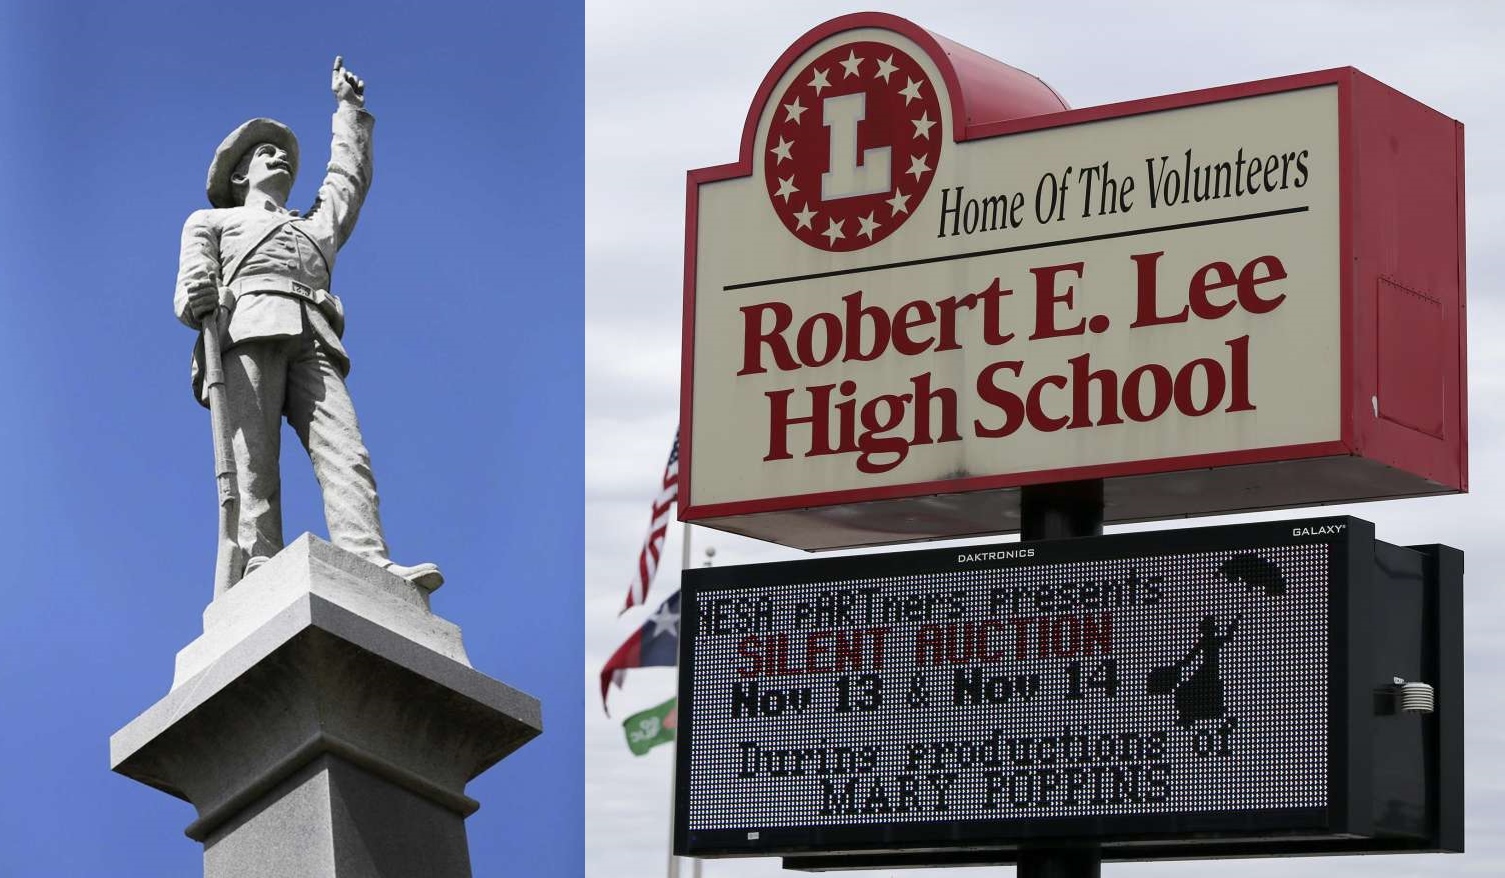 L
Home Of The Volunteers
Robert E. Lee
High School
DAKTRONICS
GALAXY®
NESA PARTners Presents
SILENT AUCTION
Nov 13 & Nov 14
During productions of
MARY POPPINS